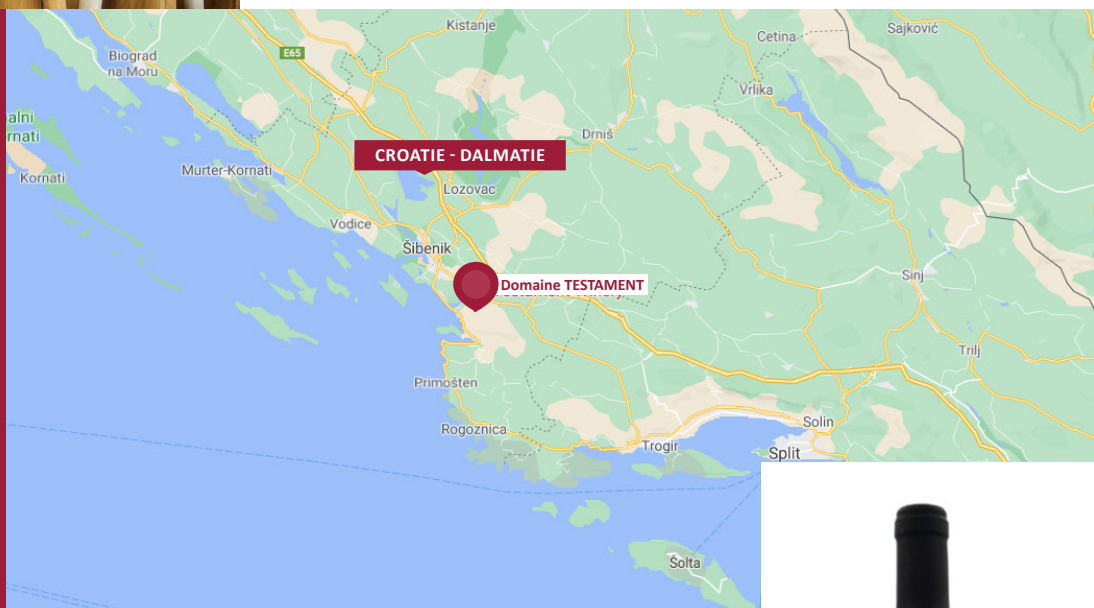 Kistanje
Cetina
Sajković
E65
Biograd
na Moru
Vrlika
alni
rnati
Drniš
CROATIE - DALMATIE
Murter-Kornati
Kornati
Lozovac
Vodice
Šibenik
Sinj
Domaine TESTAMENT
Trilj
Primošten
Solin
Rogoznica
Trogir
Split
Šolta